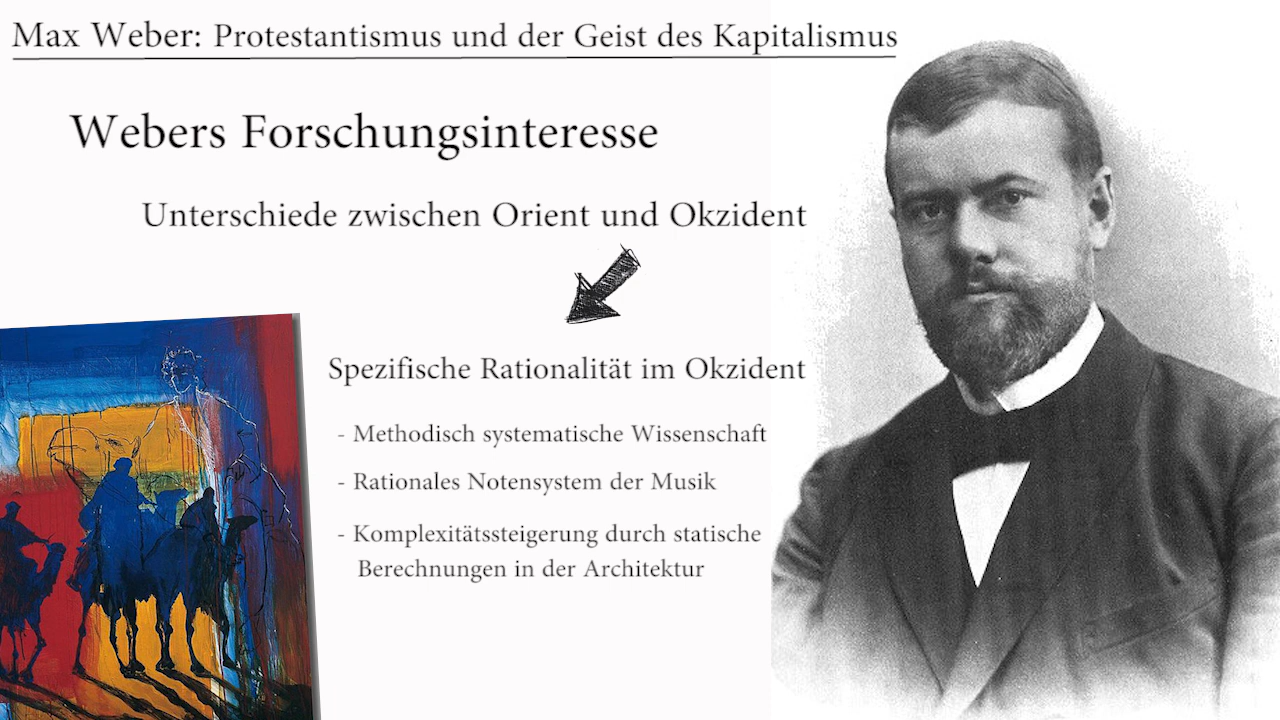 Max Weber: Protestantismus und der Geist des Kapitalismus
Webers Forschungsinteresse
Unterschiede zwischen Orient und Okzident
Spezifische Rationalität im Okzident
- Methodisch systematische Wissenschaft
- Rationales Notensystem der Musik
- Komplexitätssteigerung durch statische
Berechnungen in der Architektur